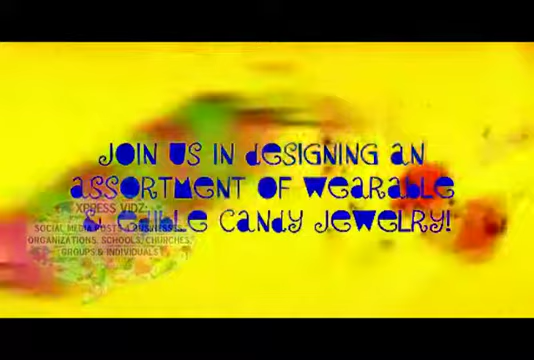 JOIN US IN dESIGNING aN
aSSORTMENT OF WEaRabLE
& EdIbLE CaNdY JEWELRY!
XPRESS VIDZ:
SOCIAL MEDIA POSTS 4 BUSINESSES,
ORGANIZATIONS, SCHOOLS, CHURCHES,
GROUPS & INDIVIDUALS